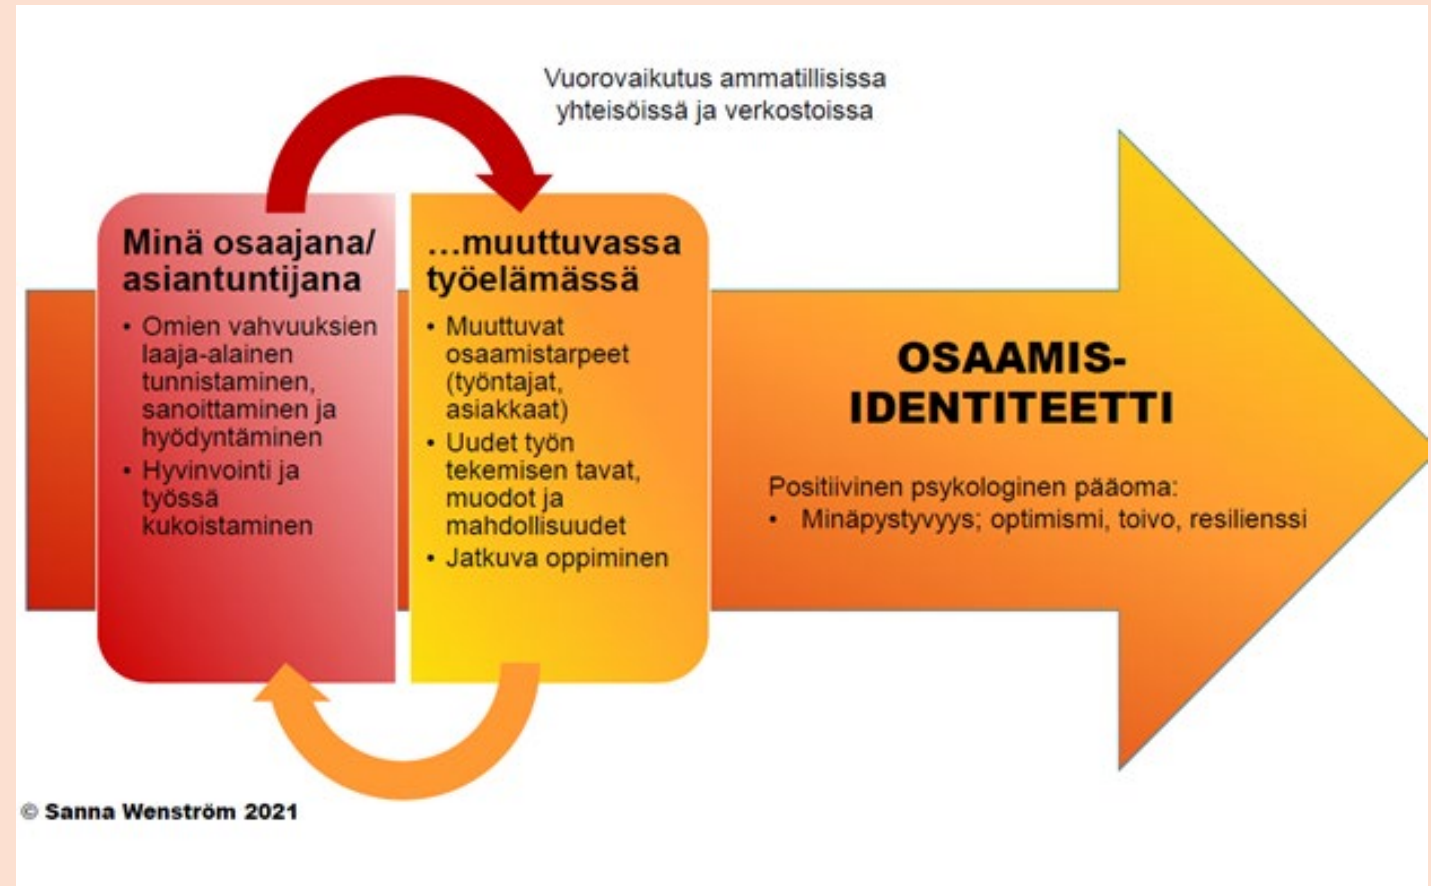 Vuorovaikutus ammatillisissa
yhteisöissä ja verkostoissa
Minä osaajana/
asiantuntijana
• Omien vahvuuksien
laaja-alainen
tunnistaminen,
sanoittaminen ja
hyödyntäminen
• Hyvinvointi ja
työssä
kukoistaminen
...muuttuvassa
työelämässä
• Muuttuvat
osaamistarpeet
(työntajat,
asiakkaat)
• Uudet työn
tekemisen tavat,
muodot ja
mahdollisuudet
• Jatkuva oppiminen
OSAAMIS-
IDENTITEETTI
Positiivinen psykologinen pääoma:
• Minäpystyvyys; optimismi, toivo, resilienssi
© Sanna Wenström 2021